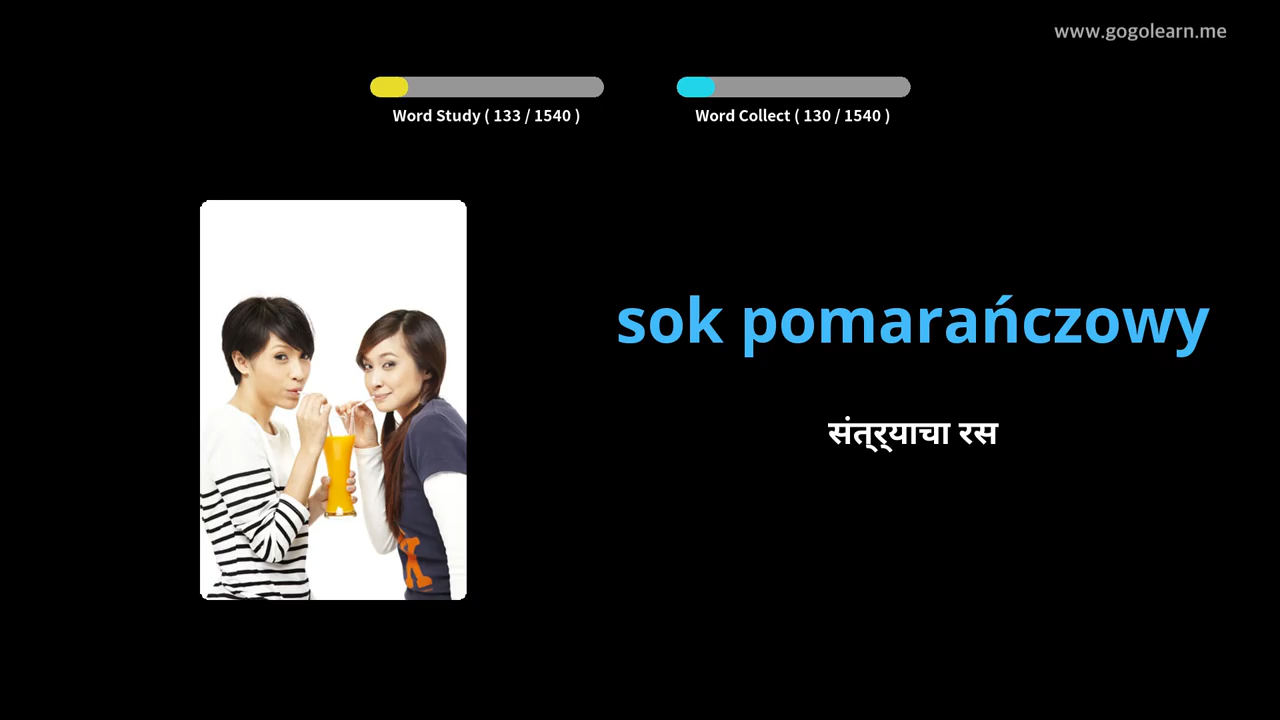 www.gogolearn.me
Word Study ( 133 / 1540 )
Word Collect ( 130 / 1540 )
sok pomarańczowy
संत्र्याचा रस